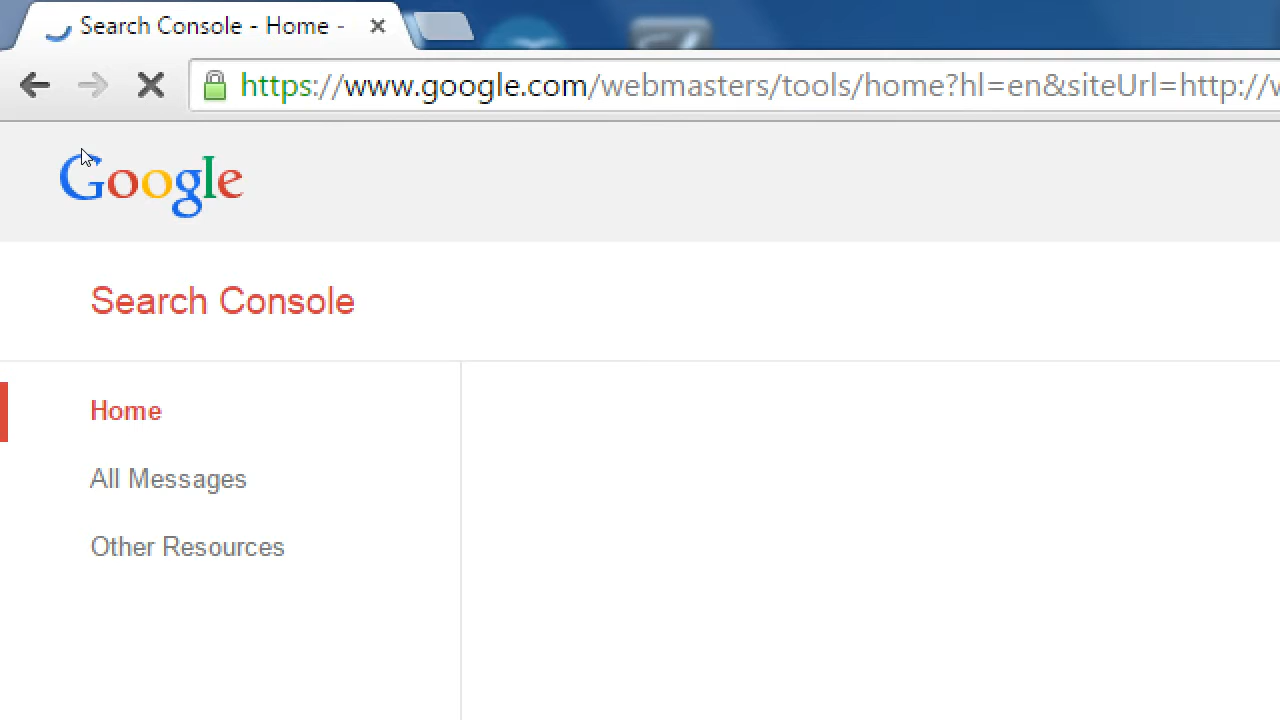 Search Console - Home -
https://www.google.com/webmasters/tools/home?hl=en&siteUrl=http://
Google
Search Console
Home
All Messages
Other Resources